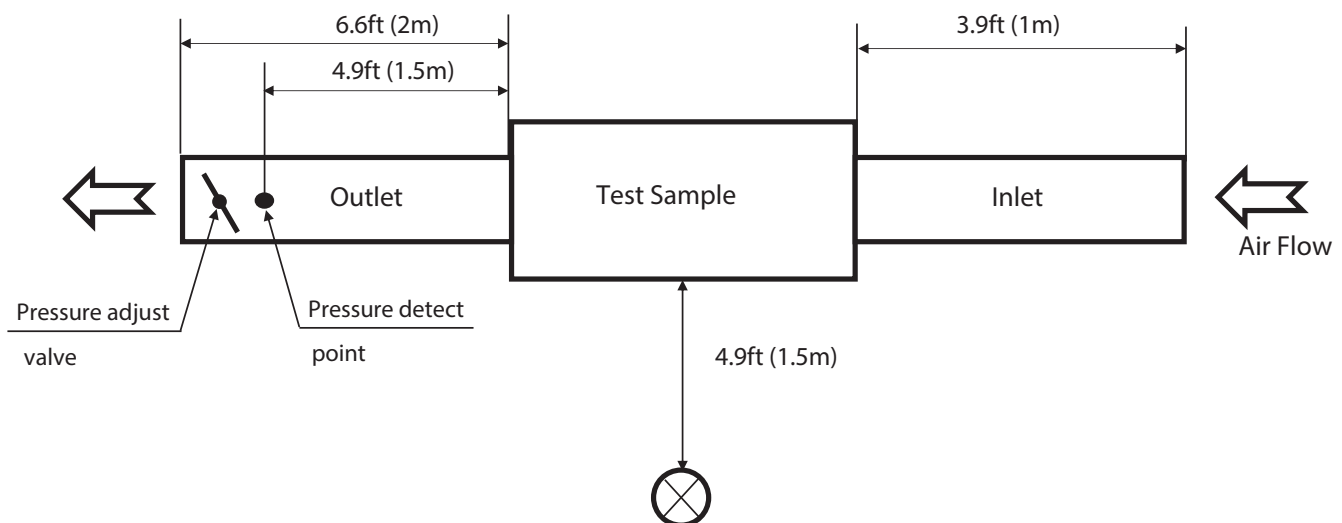 6.6ft (2m)
3.9ft (1m)
4.9ft (1.5m)
Outlet
Test Sample
Inlet
Air Flow
Pressure adjust
valve
Pressure detect
point
4.9ft (1.5m)